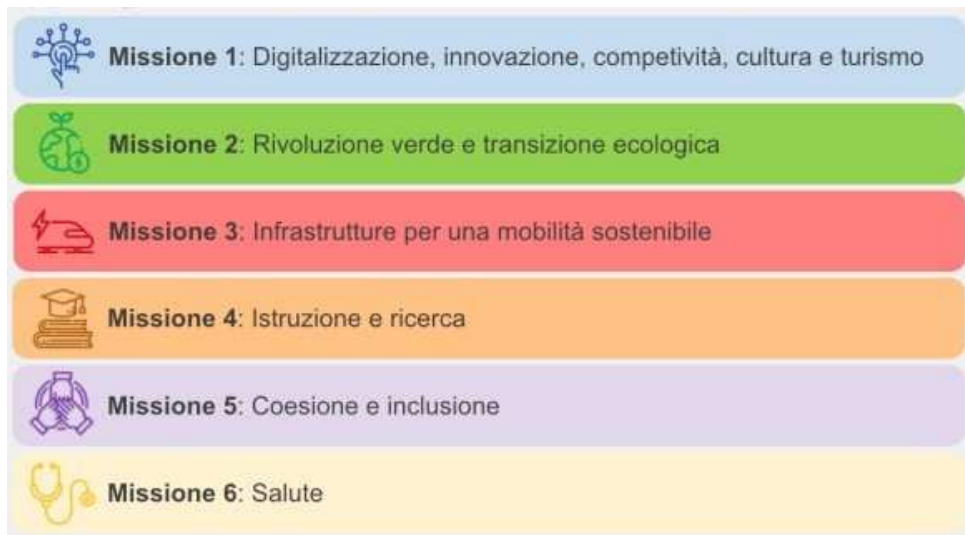 Missione 1: Digitalizzazione, innovazione, competività, cultura e turismo
Missione 2: Rivoluzione verde e transizione ecologica
Missione 3: Infrastrutture per una mobilità sostenibile
Missione 4: Istruzione e ricerca
Missione 5: Coesione e inclusione
Missione 6: Salute